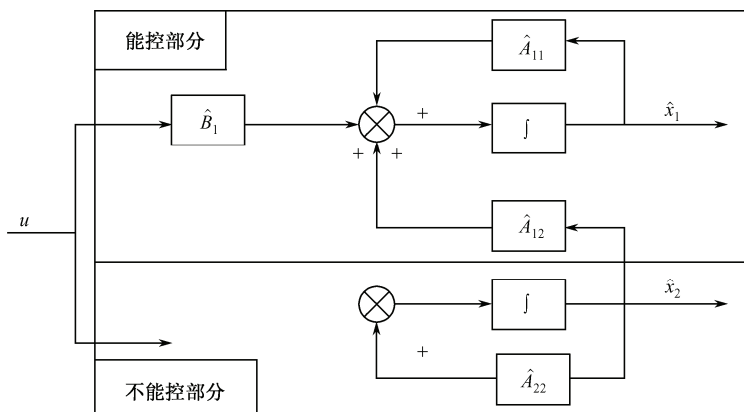 能控部分
Â₁₁
B̂₁
+
∫
x̂₁
+ +
u
Â₁₂
∫
x̂₂
+
Â₂₂
不能控部分